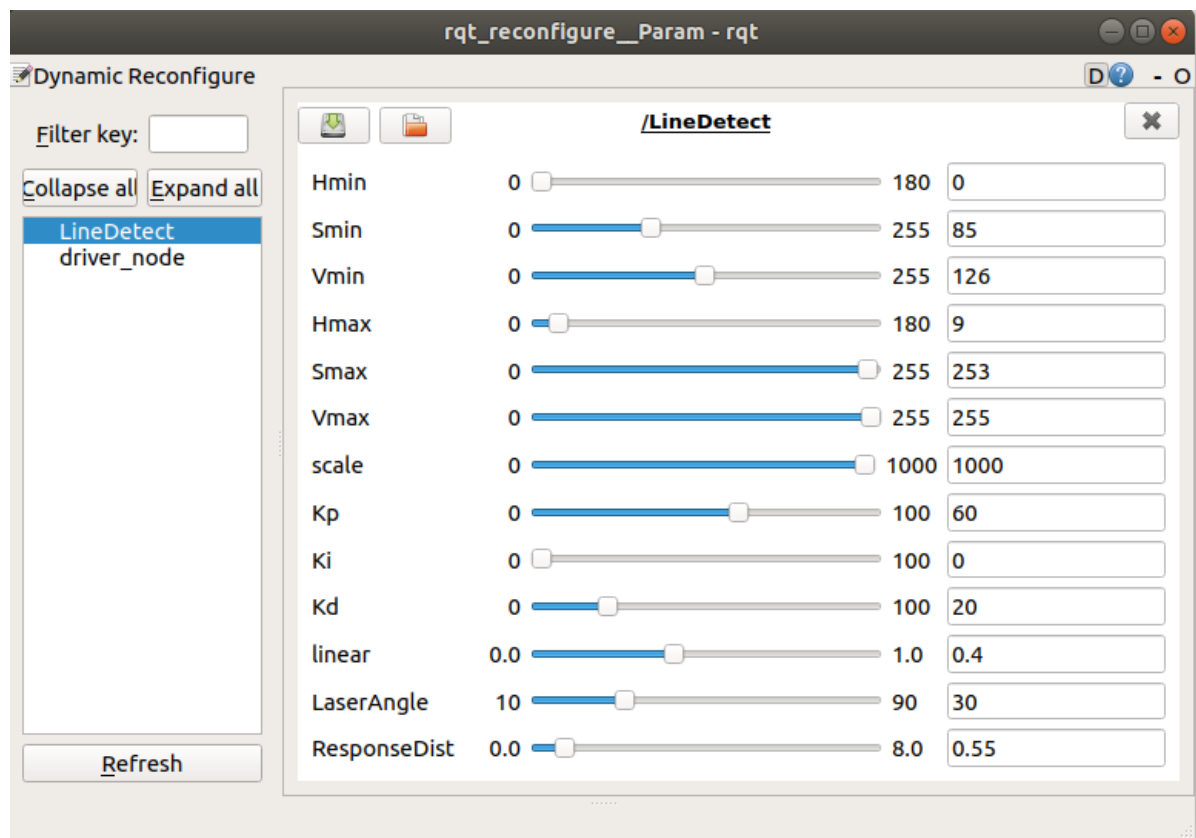 rqt_reconfigure__Param - rqt
Dynamic Reconfigure D ? - O
Filter key:
Collapse all Expand all
LineDetect
driver_node
Refresh
/LineDetect
Hmin 0 180 0
Smin 0 255 85
Vmin 0 255 126
Hmax 0 180 9
Smax 0 255 253
Vmax 0 255 255
scale 0 1000 1000
Kp 0 100 60
Ki 0 100 0
Kd 0 100 20
linear 0.0 1.0 0.4
LaserAngle 10 90 30
ResponseDist 0.0 8.0 0.55